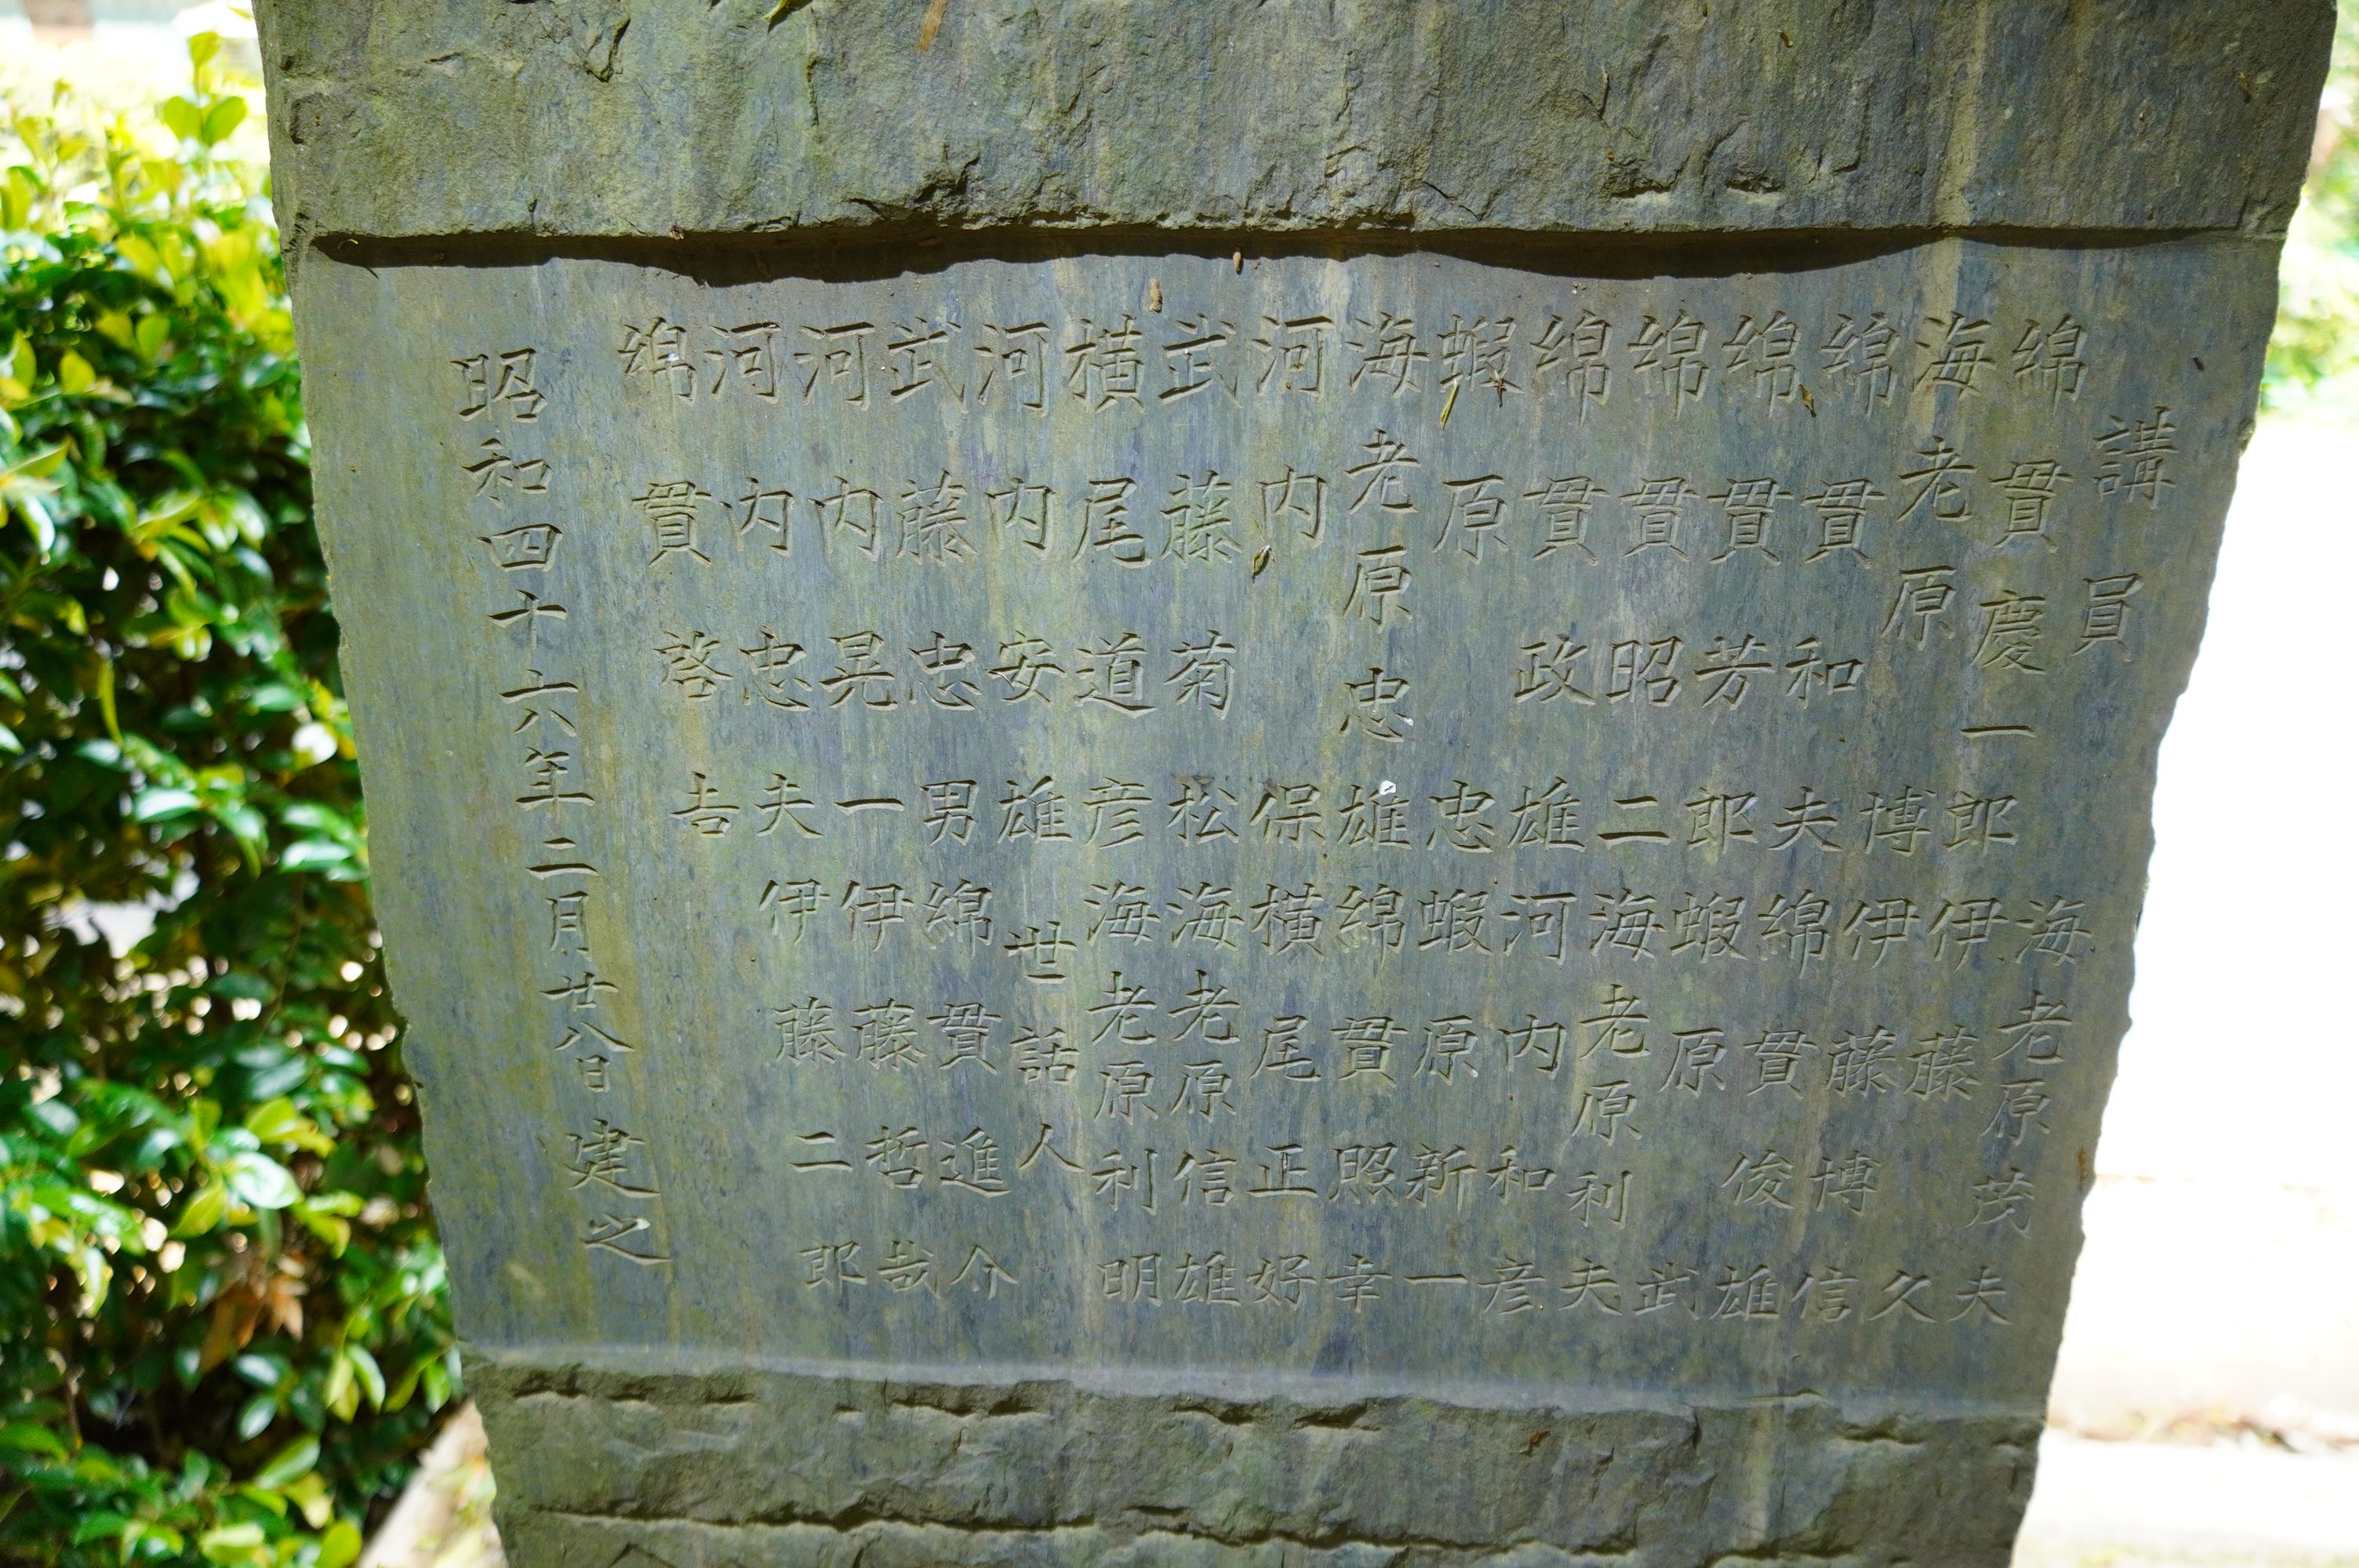 講員
綿貫慶一郎
海老原博
綿貫和夫
綿貫芳郎
綿貫昭二
綿貫政雄
蝦原忠
海老原忠雄
河内保
武藤菊松
横尾道彦
河内安雄
武藤忠男
河内晃一
河内忠夫
綿貫啓吉
海老原茂夫
伊藤久
伊藤博信
綿貫俊雄
蝦原武
海老原利夫
河内和彦
蝦原新一
綿貫照幸
横尾正好
海老原信雄
海老原利明
世話人
綿貫進介
伊藤哲哉
伊藤二郎
昭和四十六年二月廿八日建之